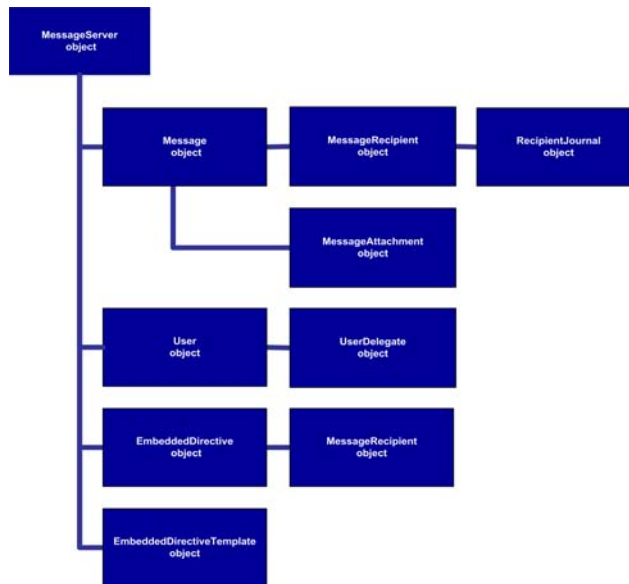 MessageServer
object
Message
object
MessageRecipient
object
RecipientJournal
object
MessageAttachment
object
User
object
UserDelegate
object
EmbeddedDirective
object
MessageRecipient
object
EmbeddedDirectiveTemplate
object